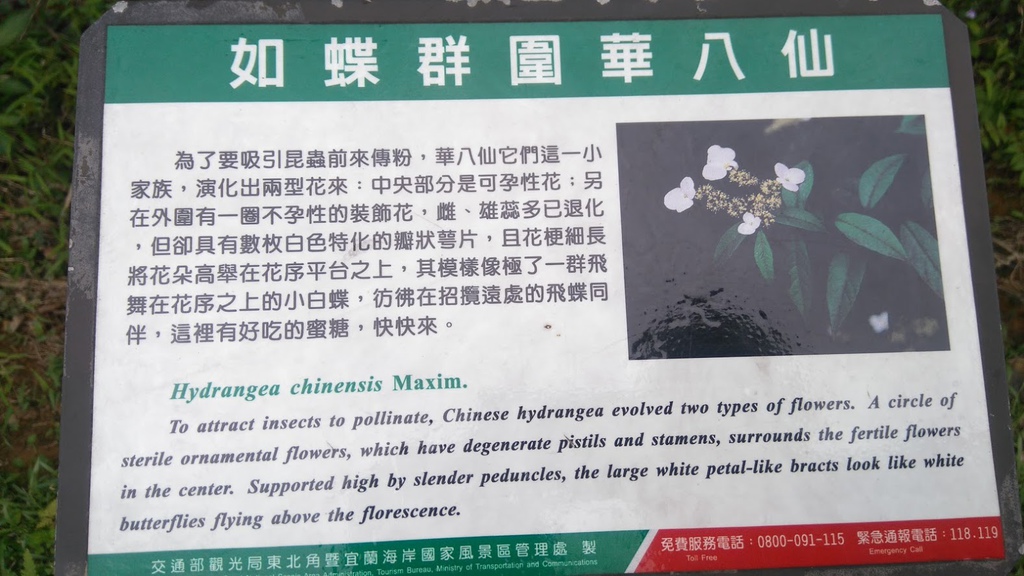 如蝶群圍華八仙
為了要吸引昆蟲前來傳粉，華八仙它們這一小
家族，演化出兩型花來：中央部分是可孕性花；另
在外圍有一圈不孕性的裝飾花，雌、雄蕊多已退化
，但卻具有數枚白色特化的瓣狀萼片，且花梗細長
將花朵高舉在花序平台之上，其模樣像極了一群飛
舞在花序之上的小白蝶，彷彿在招攬遠處的飛蝶同
伴，這裡有好吃的蜜糖，快快來。
Hydrangea chinensis Maxim.
To attract insects to pollinate, Chinese hydrangea evolved two types of flowers. A circle of
sterile ornamental flowers, which have degenerate pistils and stamens, surrounds the fertile flowers
in the center. Supported high by slender peduncles, the large white petal-like bracts look like white
butterflies flying above the florescence.
交通部觀光局東北角暨宜蘭海岸國家風景區管理處 製
Area Administration, Tourism Bureau, Ministry of Transportation and Communications
免費服務電話：0800-091-115 緊急通報電話：118.119
Toll Free Emergency Call